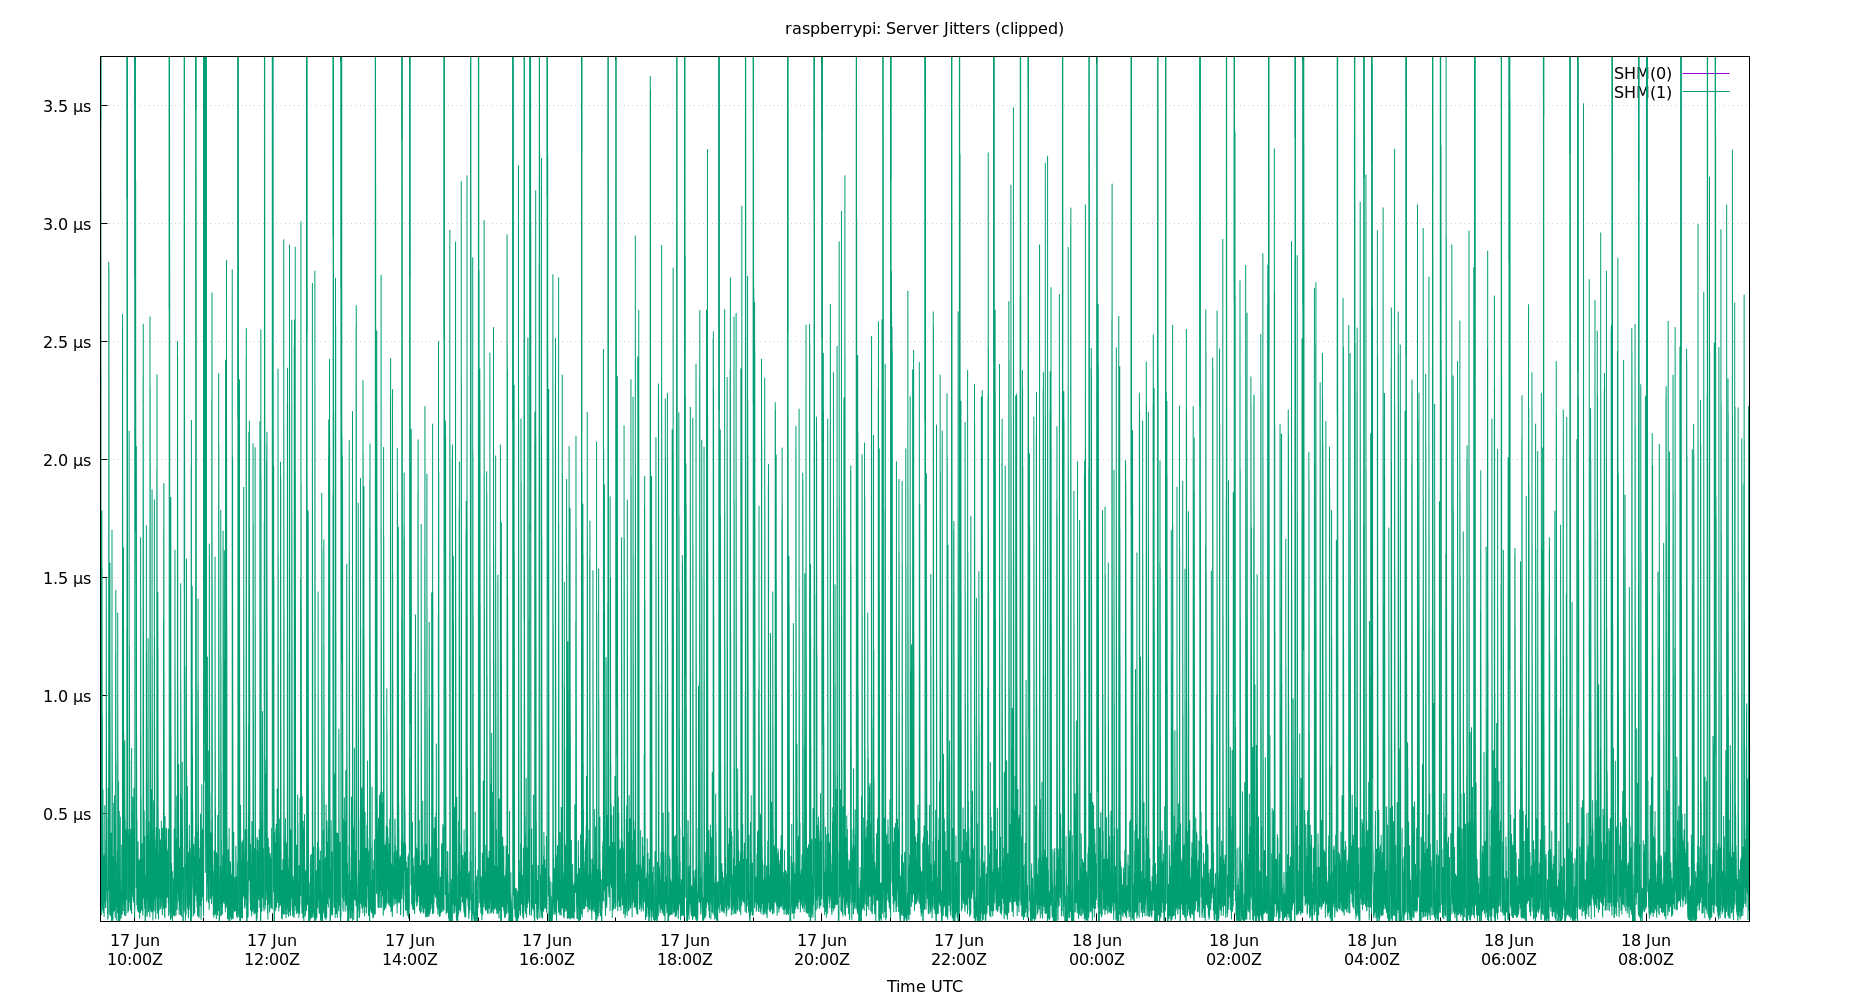 raspberrypi: Server Jitters (clipped)
SHM(0)
SHM(1)
3.5 µs
3.0 µs
2.5 µs
2.0 µs
1.5 µs
1.0 µs
0.5 µs
17 Jun 17 Jun 17 Jun 17 Jun 17 Jun 17 Jun 17 Jun 18 Jun 18 Jun 18 Jun 18 Jun 18 Jun
10:00Z 12:00Z 14:00Z 16:00Z 18:00Z 20:00Z 22:00Z 00:00Z 02:00Z 04:00Z 06:00Z 08:00Z
Time UTC